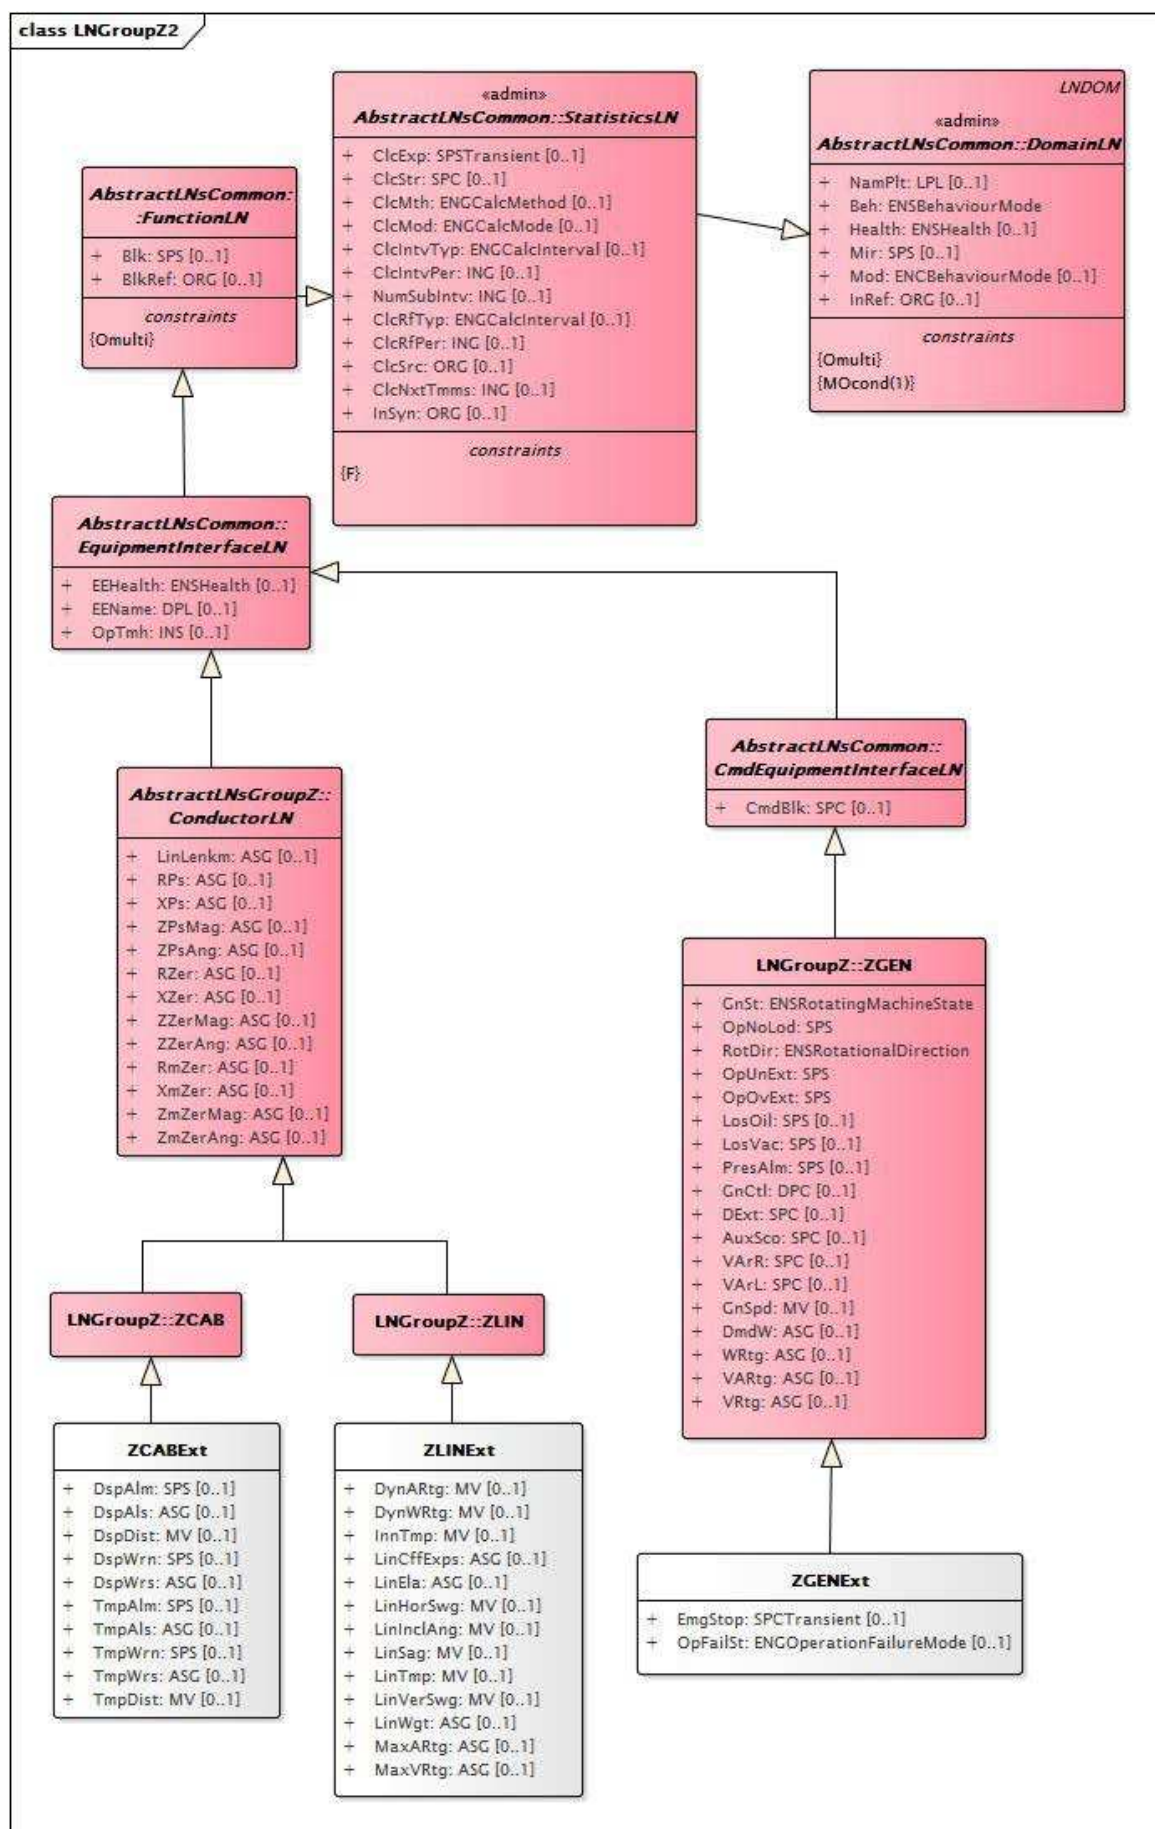 class LNGroupZ2
«admin»
AbstractLNsCommon::StatisticsLN
+ ClcExp: SPSTransient [0..1]
+ ClcStr: SPC [0..1]
+ ClcMth: ENGCalcMethod [0..1]
+ ClcMod: ENGCalcMode [0..1]
+ ClcIntvTyp: ENGCalcInterval [0..1]
+ ClcIntvPer: ING [0..1]
+ NumSubIntv: ING [0..1]
+ ClcRfTyp: ENGCalcInterval [0..1]
+ ClcRfPer: ING [0..1]
+ ClcSrc: ORG [0..1]
+ ClcNxtTmms: ING [0..1]
+ InSyn: ORG [0..1]
constraints
{F}
LNDOM
«admin»
AbstractLNsCommon::DomainLN
+ NamPlt: LPL [0..1]
+ Beh: ENSBehaviourMode
+ Health: ENSHealth [0..1]
+ Mir: SPS [0..1]
+ Mod: ENCBehaviourMode [0..1]
+ InRef: ORG [0..1]
constraints
{Omulti}
{MOcond(1)}
AbstractLNsCommon:
:FunctionLN
+ Blk: SPS [0..1]
+ BlkRef: ORG [0..1]
constraints
{Omulti}
AbstractLNsCommon::
EquipmentInterfaceLN
+ EEHealth: ENSHealth [0..1]
+ EEName: DPL [0..1]
+ OpTmh: INS [0..1]
AbstractLNsCommon::
CmdEquipmentInterfaceLN
+ CmdBlk: SPC [0..1]
AbstractLNsGroupZ::
ConductorLN
+ LinLenkm: ASG [0..1]
+ RPs: ASG [0..1]
+ XPs: ASG [0..1]
+ ZPsMag: ASG [0..1]
+ ZPsAng: ASG [0..1]
+ RZer: ASG [0..1]
+ XZer: ASG [0..1]
+ ZZerMag: ASG [0..1]
+ ZZerAng: ASG [0..1]
+ RmZer: ASG [0..1]
+ XmZer: ASG [0..1]
+ ZmZerMag: ASG [0..1]
+ ZmZerAng: ASG [0..1]
LNGroupZ::ZGEN
+ GnSt: ENSRotatingMachineState
+ OpNoLod: SPS
+ RotDir: ENSRotationalDirection
+ OpUnExt: SPS
+ OpOvExt: SPS
+ LosOil: SPS [0..1]
+ LosVac: SPS [0..1]
+ PresAlm: SPS [0..1]
+ GnCtl: DPC [0..1]
+ DExt: SPC [0..1]
+ AuxSco: SPC [0..1]
+ VArR: SPC [0..1]
+ VArL: SPC [0..1]
+ GnSpd: MV [0..1]
+ DmdW: ASG [0..1]
+ WRtg: ASG [0..1]
+ VARtg: ASG [0..1]
+ VRtg: ASG [0..1]
LNGroupZ::ZCAB
LNGroupZ::ZLIN
ZCABExt
+ DspAlm: SPS [0..1]
+ DspAls: ASG [0..1]
+ DspDist: MV [0..1]
+ DspWrn: SPS [0..1]
+ DspWrs: ASG [0..1]
+ TmpAlm: SPS [0..1]
+ TmpAls: ASG [0..1]
+ TmpWrn: SPS [0..1]
+ TmpWrs: ASG [0..1]
+ TmpDist: MV [0..1]
ZLINExt
+ DynARtg: MV [0..1]
+ DynWRtg: MV [0..1]
+ InnTmp: MV [0..1]
+ LinCffExps: ASG [0..1]
+ LinEla: ASG [0..1]
+ LinHorSwg: MV [0..1]
+ LinInclAng: MV [0..1]
+ LinSag: MV [0..1]
+ LinTmp: MV [0..1]
+ LinVerSwg: MV [0..1]
+ LinWgt: ASG [0..1]
+ MaxARtg: ASG [0..1]
+ MaxVRtg: ASG [0..1]
ZGENExt
+ EmgStop: SPCTransient [0..1]
+ OpFailSt: ENGOperationFailureMode [0..1]